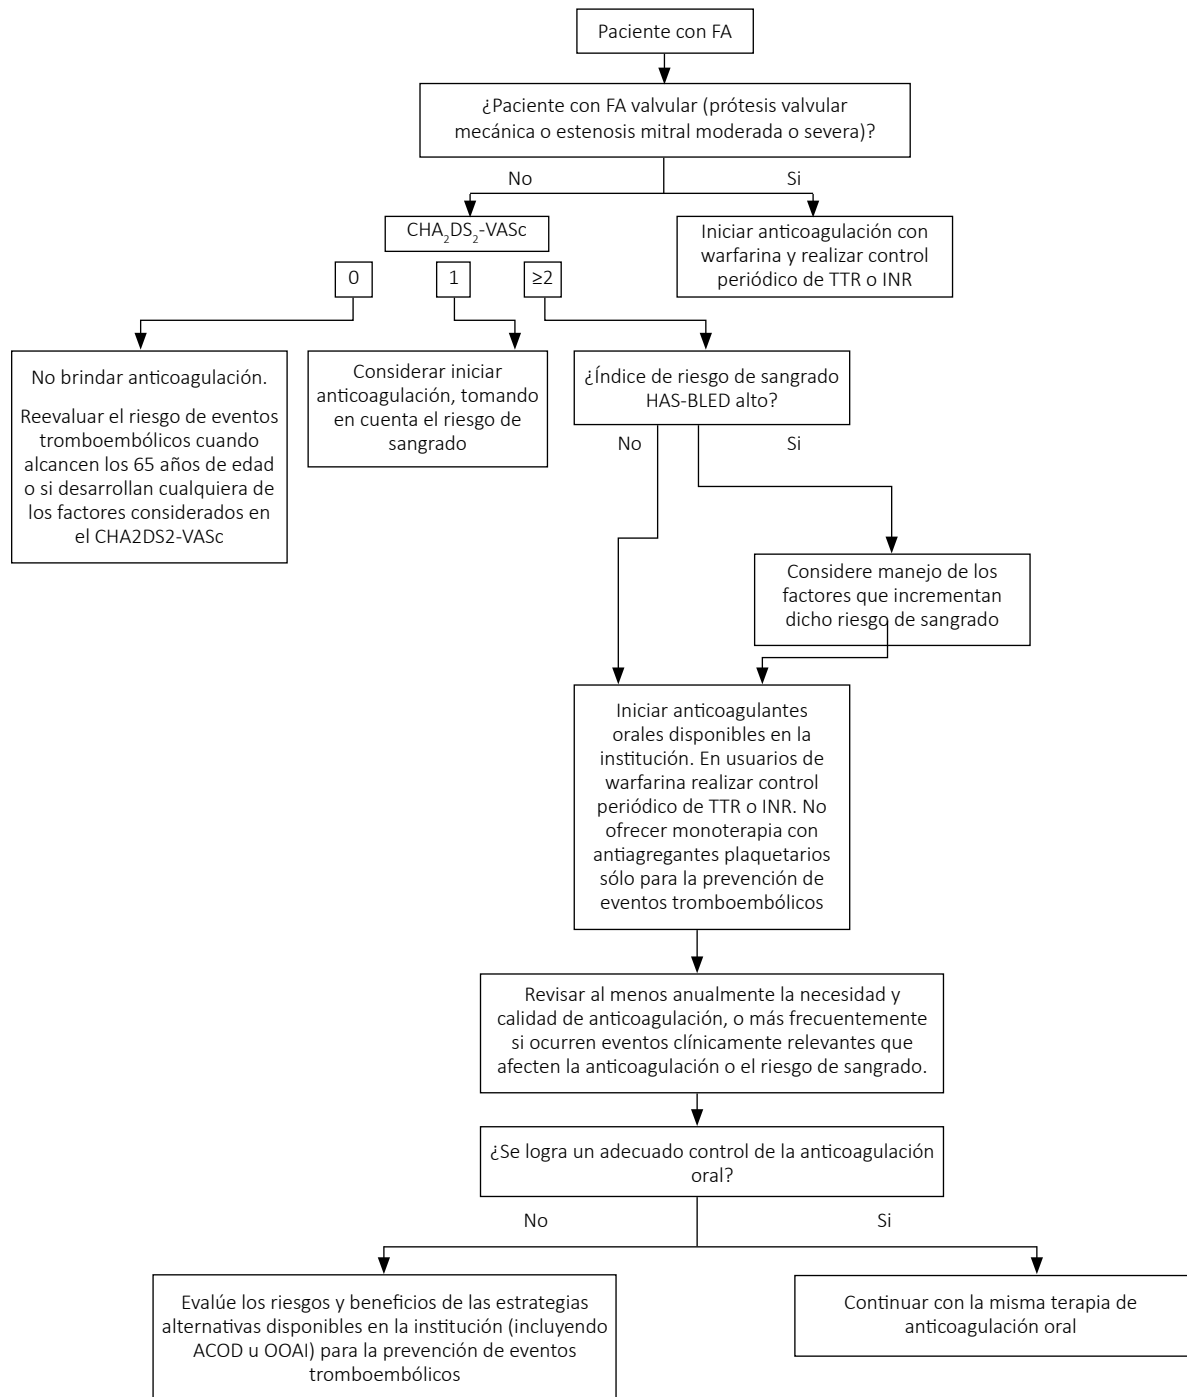 Paciente con FA
¿Paciente con FA valvular (prótesis valvular
mecánica o estenosis mitral moderada o severa)?
No
Si
CHA₂DS₂-VASc
Iniciar anticoagulación con
warfarina y realizar control
periódico de TTR o INR
0
1
≥2
No brindar anticoagulación.
Reevaluar el riesgo de eventos
tromboembólicos cuando
alcancen los 65 años de edad
o si desarrollan cualquiera de
los factores considerados en
el CHA2DS2-VASc
Considerar iniciar
anticoagulación, tomando
en cuenta el riesgo de
sangrado
¿Índice de riesgo de sangrado
HAS-BLED alto?
No
Si
Considere manejo de los
factores que incrementan
dicho riesgo de sangrado
Iniciar anticoagulantes
orales disponibles en la
institución. En usuarios de
warfarina realizar control
periódico de TTR o INR. No
ofrecer monoterapia con
antiagregantes plaquetarios
sólo para la prevención de
eventos tromboembólicos
Revisar al menos anualmente la necesidad y
calidad de anticoagulación, o más frecuentemente
si ocurren eventos clínicamente relevantes que
afecten la anticoagulación o el riesgo de sangrado.
¿Se logra un adecuado control de la anticoagulación
oral?
No
Si
Evalúe los riesgos y beneficios de las estrategias
alternativas disponibles en la institución (incluyendo
ACOD u OOAI) para la prevención de eventos
tromboembólicos
Continuar con la misma terapia de
anticoagulación oral